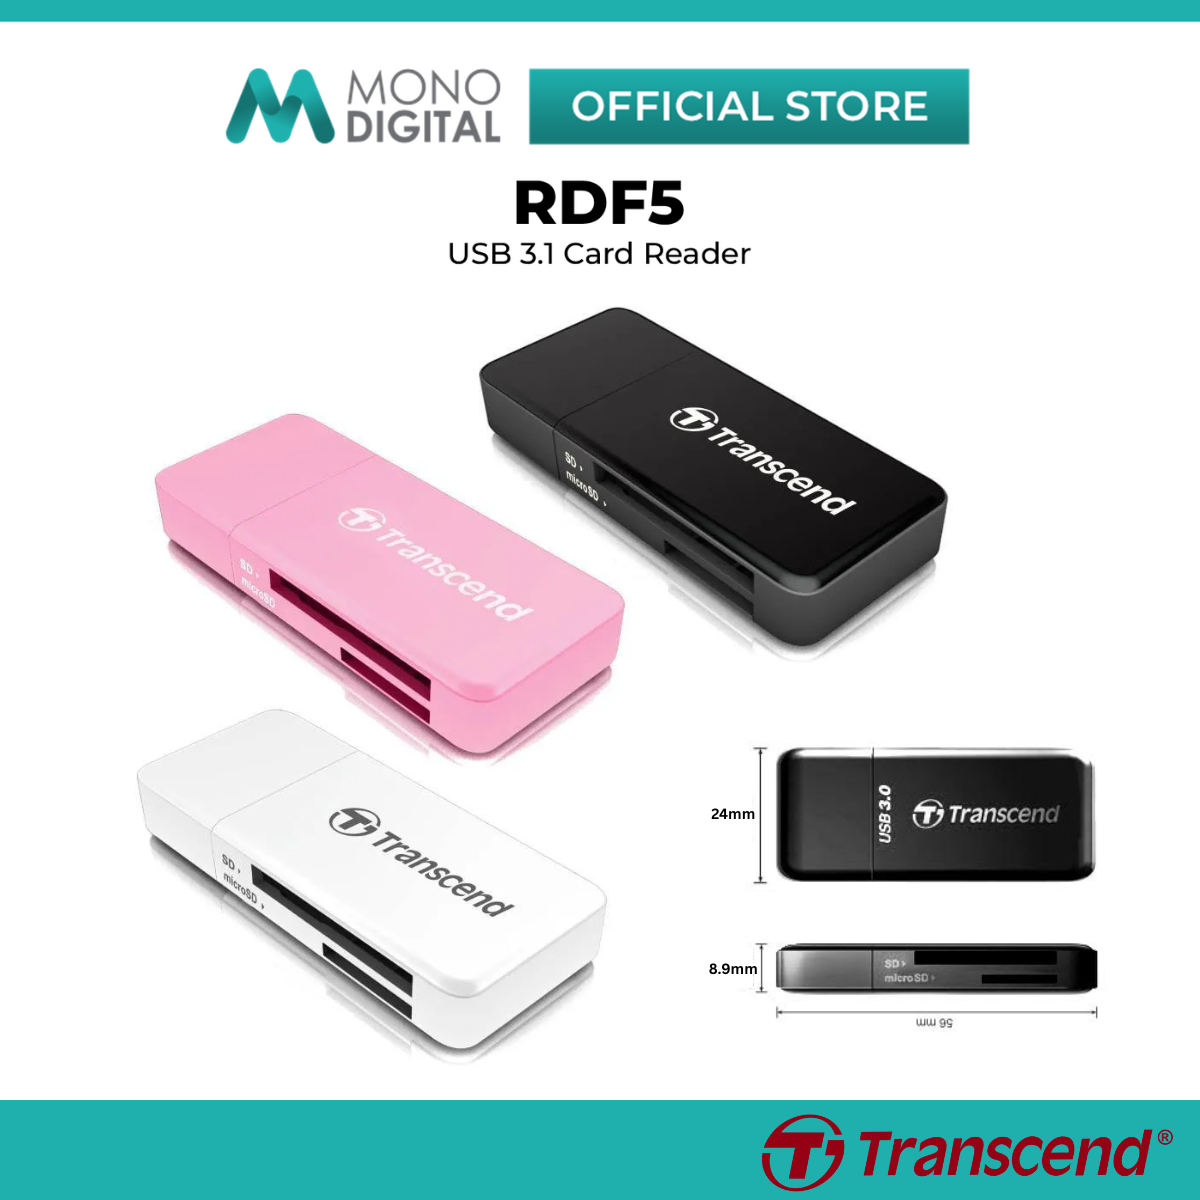 MONO
DIGITAL
OFFICIAL STORE
RDF5
USB 3.1 Card Reader
Transcend
SD ›
microSD ›
Transcend
SD ›
microSD
Transcend
SD ›
microSD ›
24mm
USB 3.0
Transcend
8.9mm
SD ›
microSD ›
56 mm
Transcend®